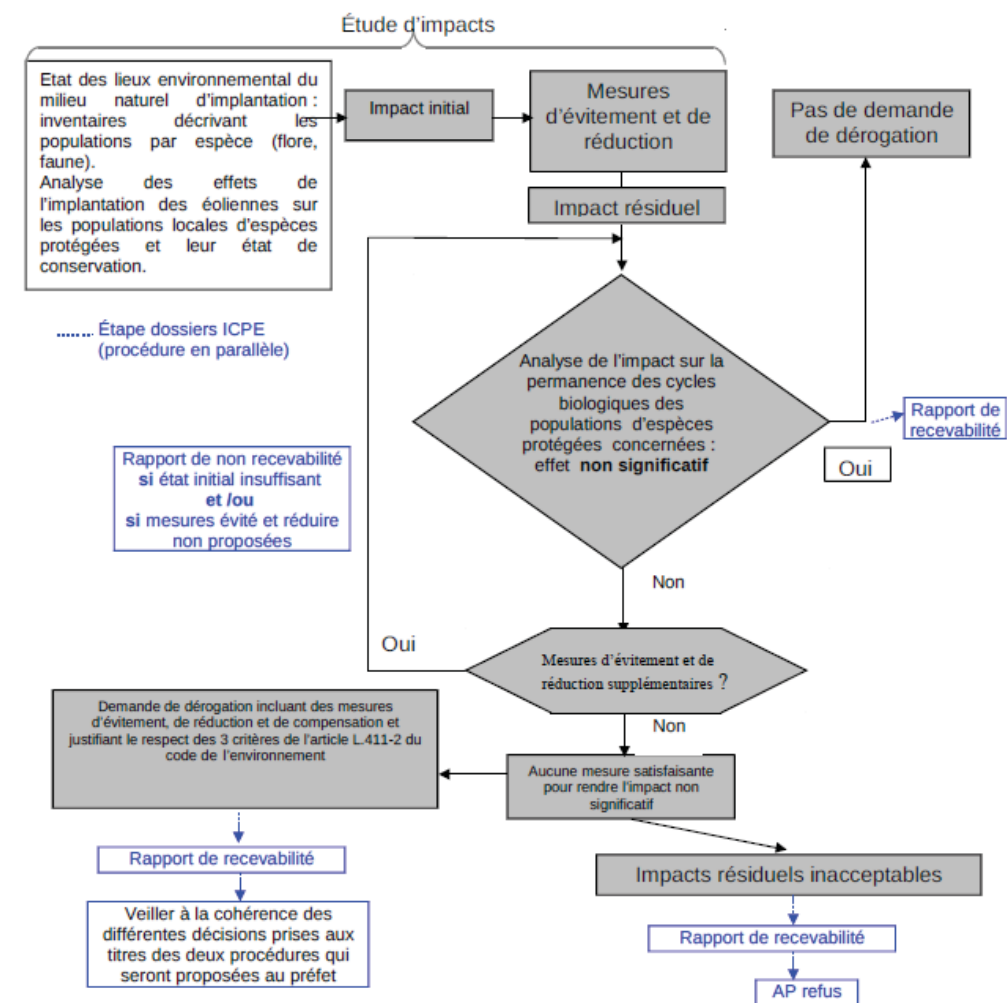 Étude d'impacts
Etat des lieux environnemental du
milieu naturel d'implantation :
inventaires décrivant les
populations par espèce (flore,
faune).
Analyse des effets de
l'implantation des éoliennes sur
les populations locales d'espèces
protégées et leur état de
conservation.
Impact initial
Mesures
d'évitement et de
réduction
Pas de demande
de dérogation
Impact résiduel
Étape dossiers ICPE
(procédure en parallèle)
Analyse de l'impact sur la
permanence des cycles
biologiques des
populations d'espèces
protégées concernées :
effet non significatif
Rapport de
recevabilité
Oui
Rapport de non recevabilité
si état initial insuffisant
et /ou
si mesures évité et réduire
non proposées
Non
Oui
Mesures d'évitement et de
réduction supplémentaires ?
Non
Demande de dérogation incluant des mesures
d'évitement, de réduction et de compensation et
justifiant le respect des 3 critères de l'article L.411-2 du
code de l'environnement
Aucune mesure satisfaisante
pour rendre l'impact non
significatif
Rapport de recevabilité
Impacts résiduels inacceptables
Veiller à la cohérence des
différentes décisions prises aux
titres des deux procédures qui
seront proposées au préfet
Rapport de recevabilité
AP refus